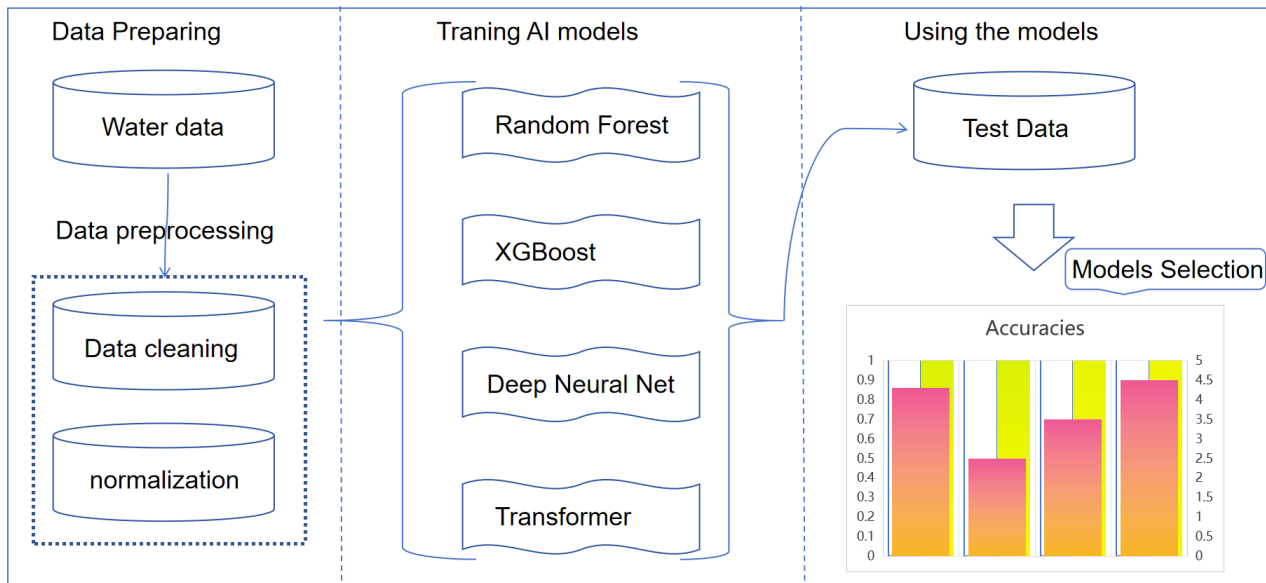 Data Preparing
Water data
Data preprocessing
Data cleaning
normalization
Traning AI models
Random Forest
XGBoost
Deep Neural Net
Transformer
Using the models
Test Data
Models Selection
Accuracies
1
0.9
0.8
0.7
0.6
0.5
0.4
0.3
0.2
0.1
0
5
4.5
4
3.5
3
2.5
2
1.5
1
0.5
0